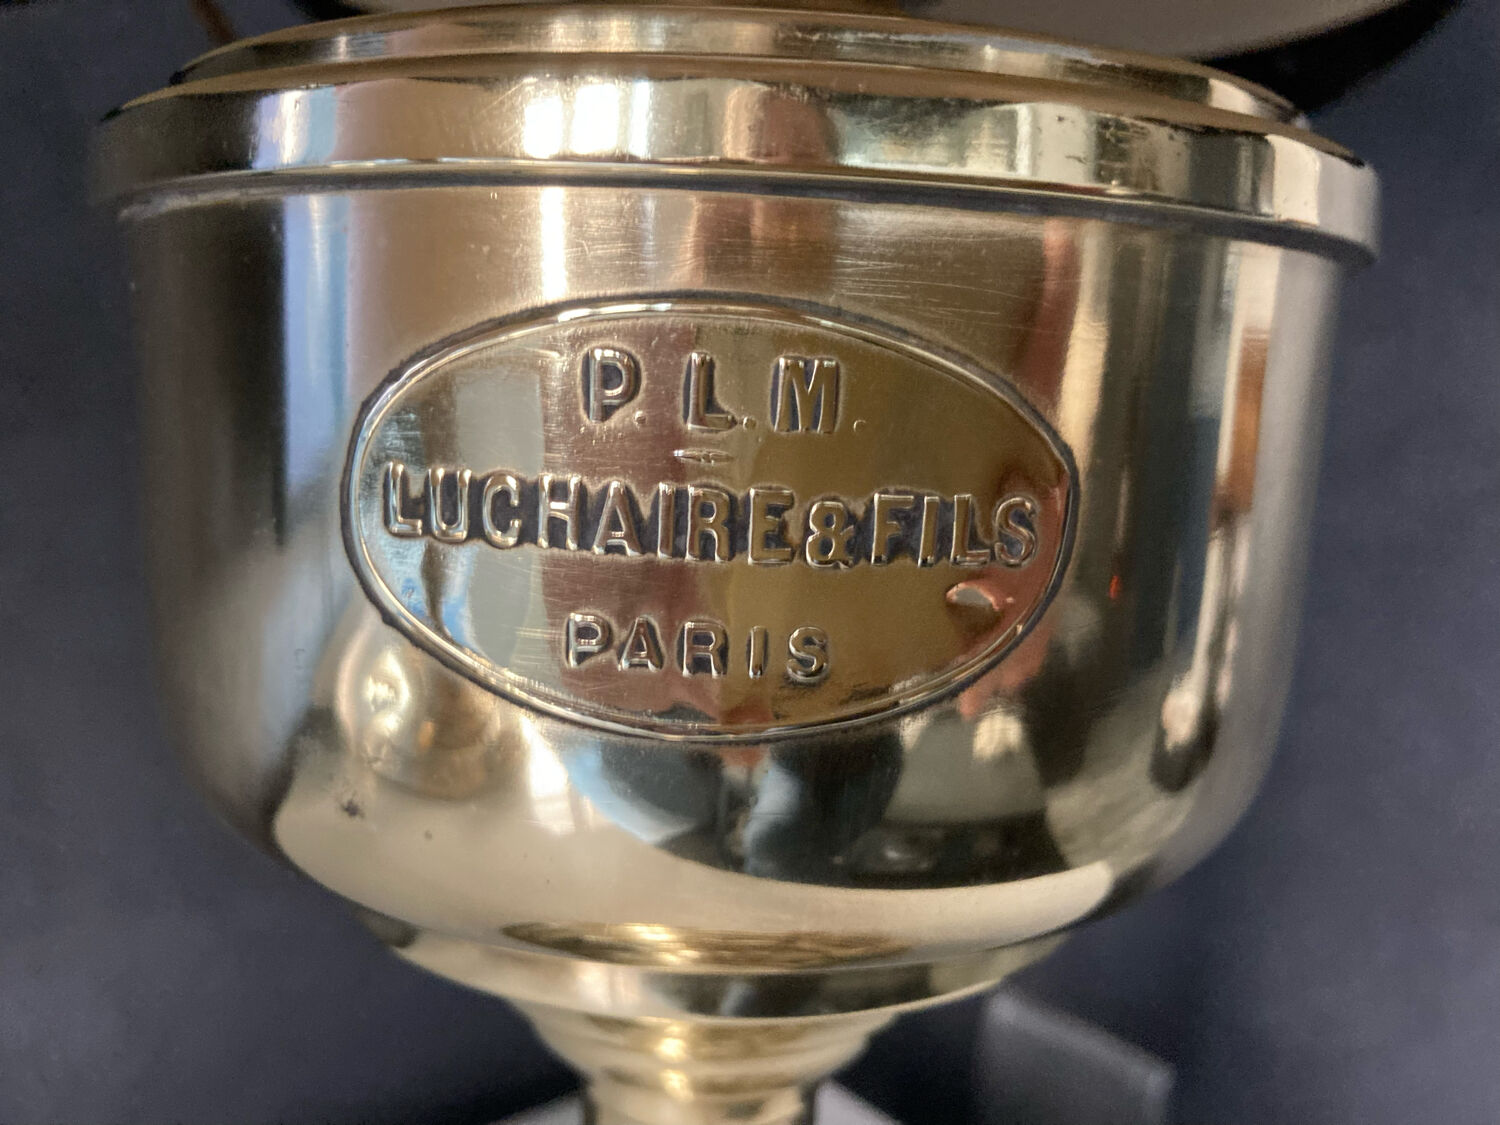 P. L. M.
LUCHAIRE & FILS
PARIS